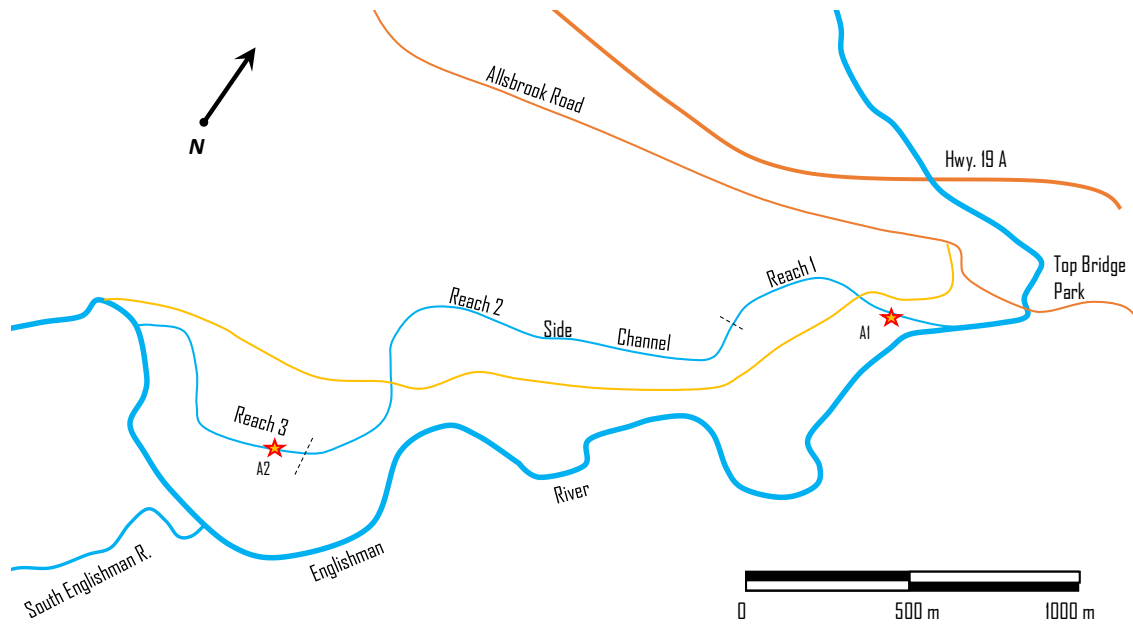 Allsbrook
Road
N
Hwy. 19 A
Top Bridge
Park
Reach 1
Reach 2
Side
Channel
A1
Reach 3
A2
River
Englishman
South Englishman R.
0
500 m
1000 m